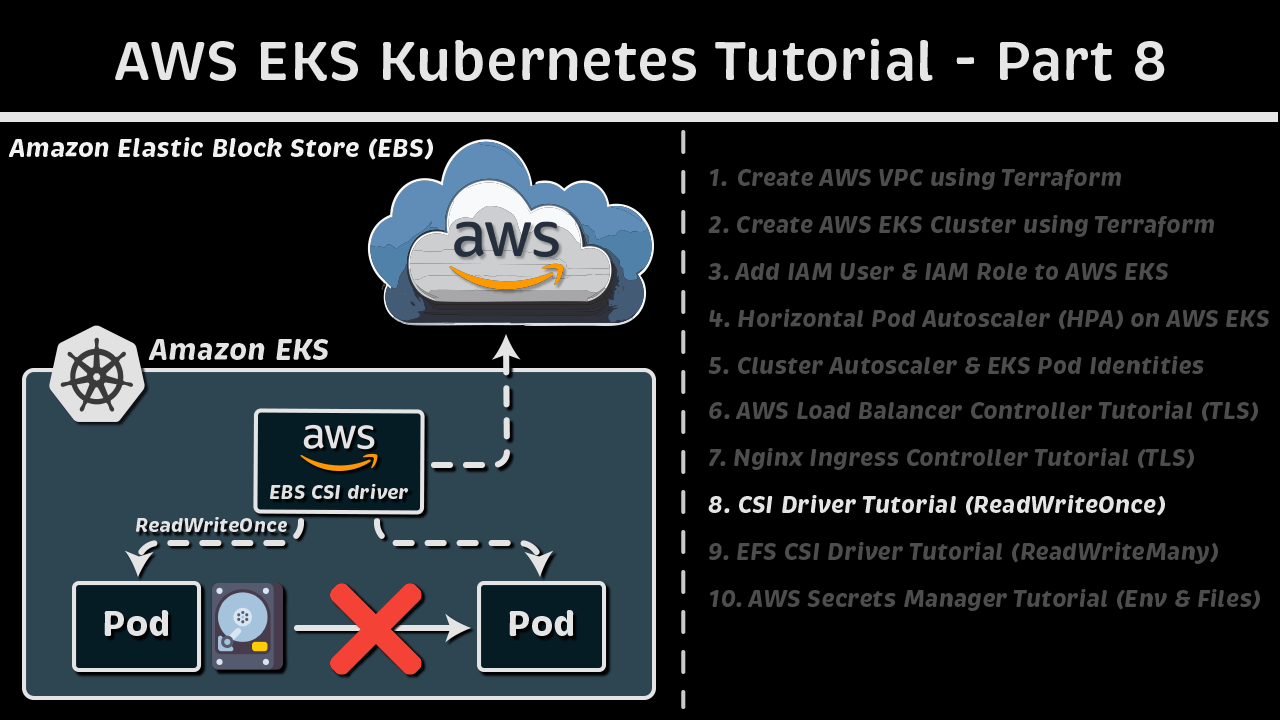 AWS EKS Kubernetes Tutorial - Part 8
Amazon Elastic Block Store (EBS)
aws
Amazon EKS
aws
EBS CSI driver
ReadWriteOnce
Pod
Pod
1. Create AWS VPC using Terraform
2. Create AWS EKS Cluster using Terraform
3. Add IAM User & IAM Role to AWS EKS
4. Horizontal Pod Autoscaler (HPA) on AWS EKS
5. Cluster Autoscaler & EKS Pod Identities
6. AWS Load Balancer Controller Tutorial (TLS)
7. Nginx Ingress Controller Tutorial (TLS)
8. CSI Driver Tutorial (ReadWriteOnce)
9. EFS CSI Driver Tutorial (ReadWriteMany)
10. AWS Secrets Manager Tutorial (Env & Files)